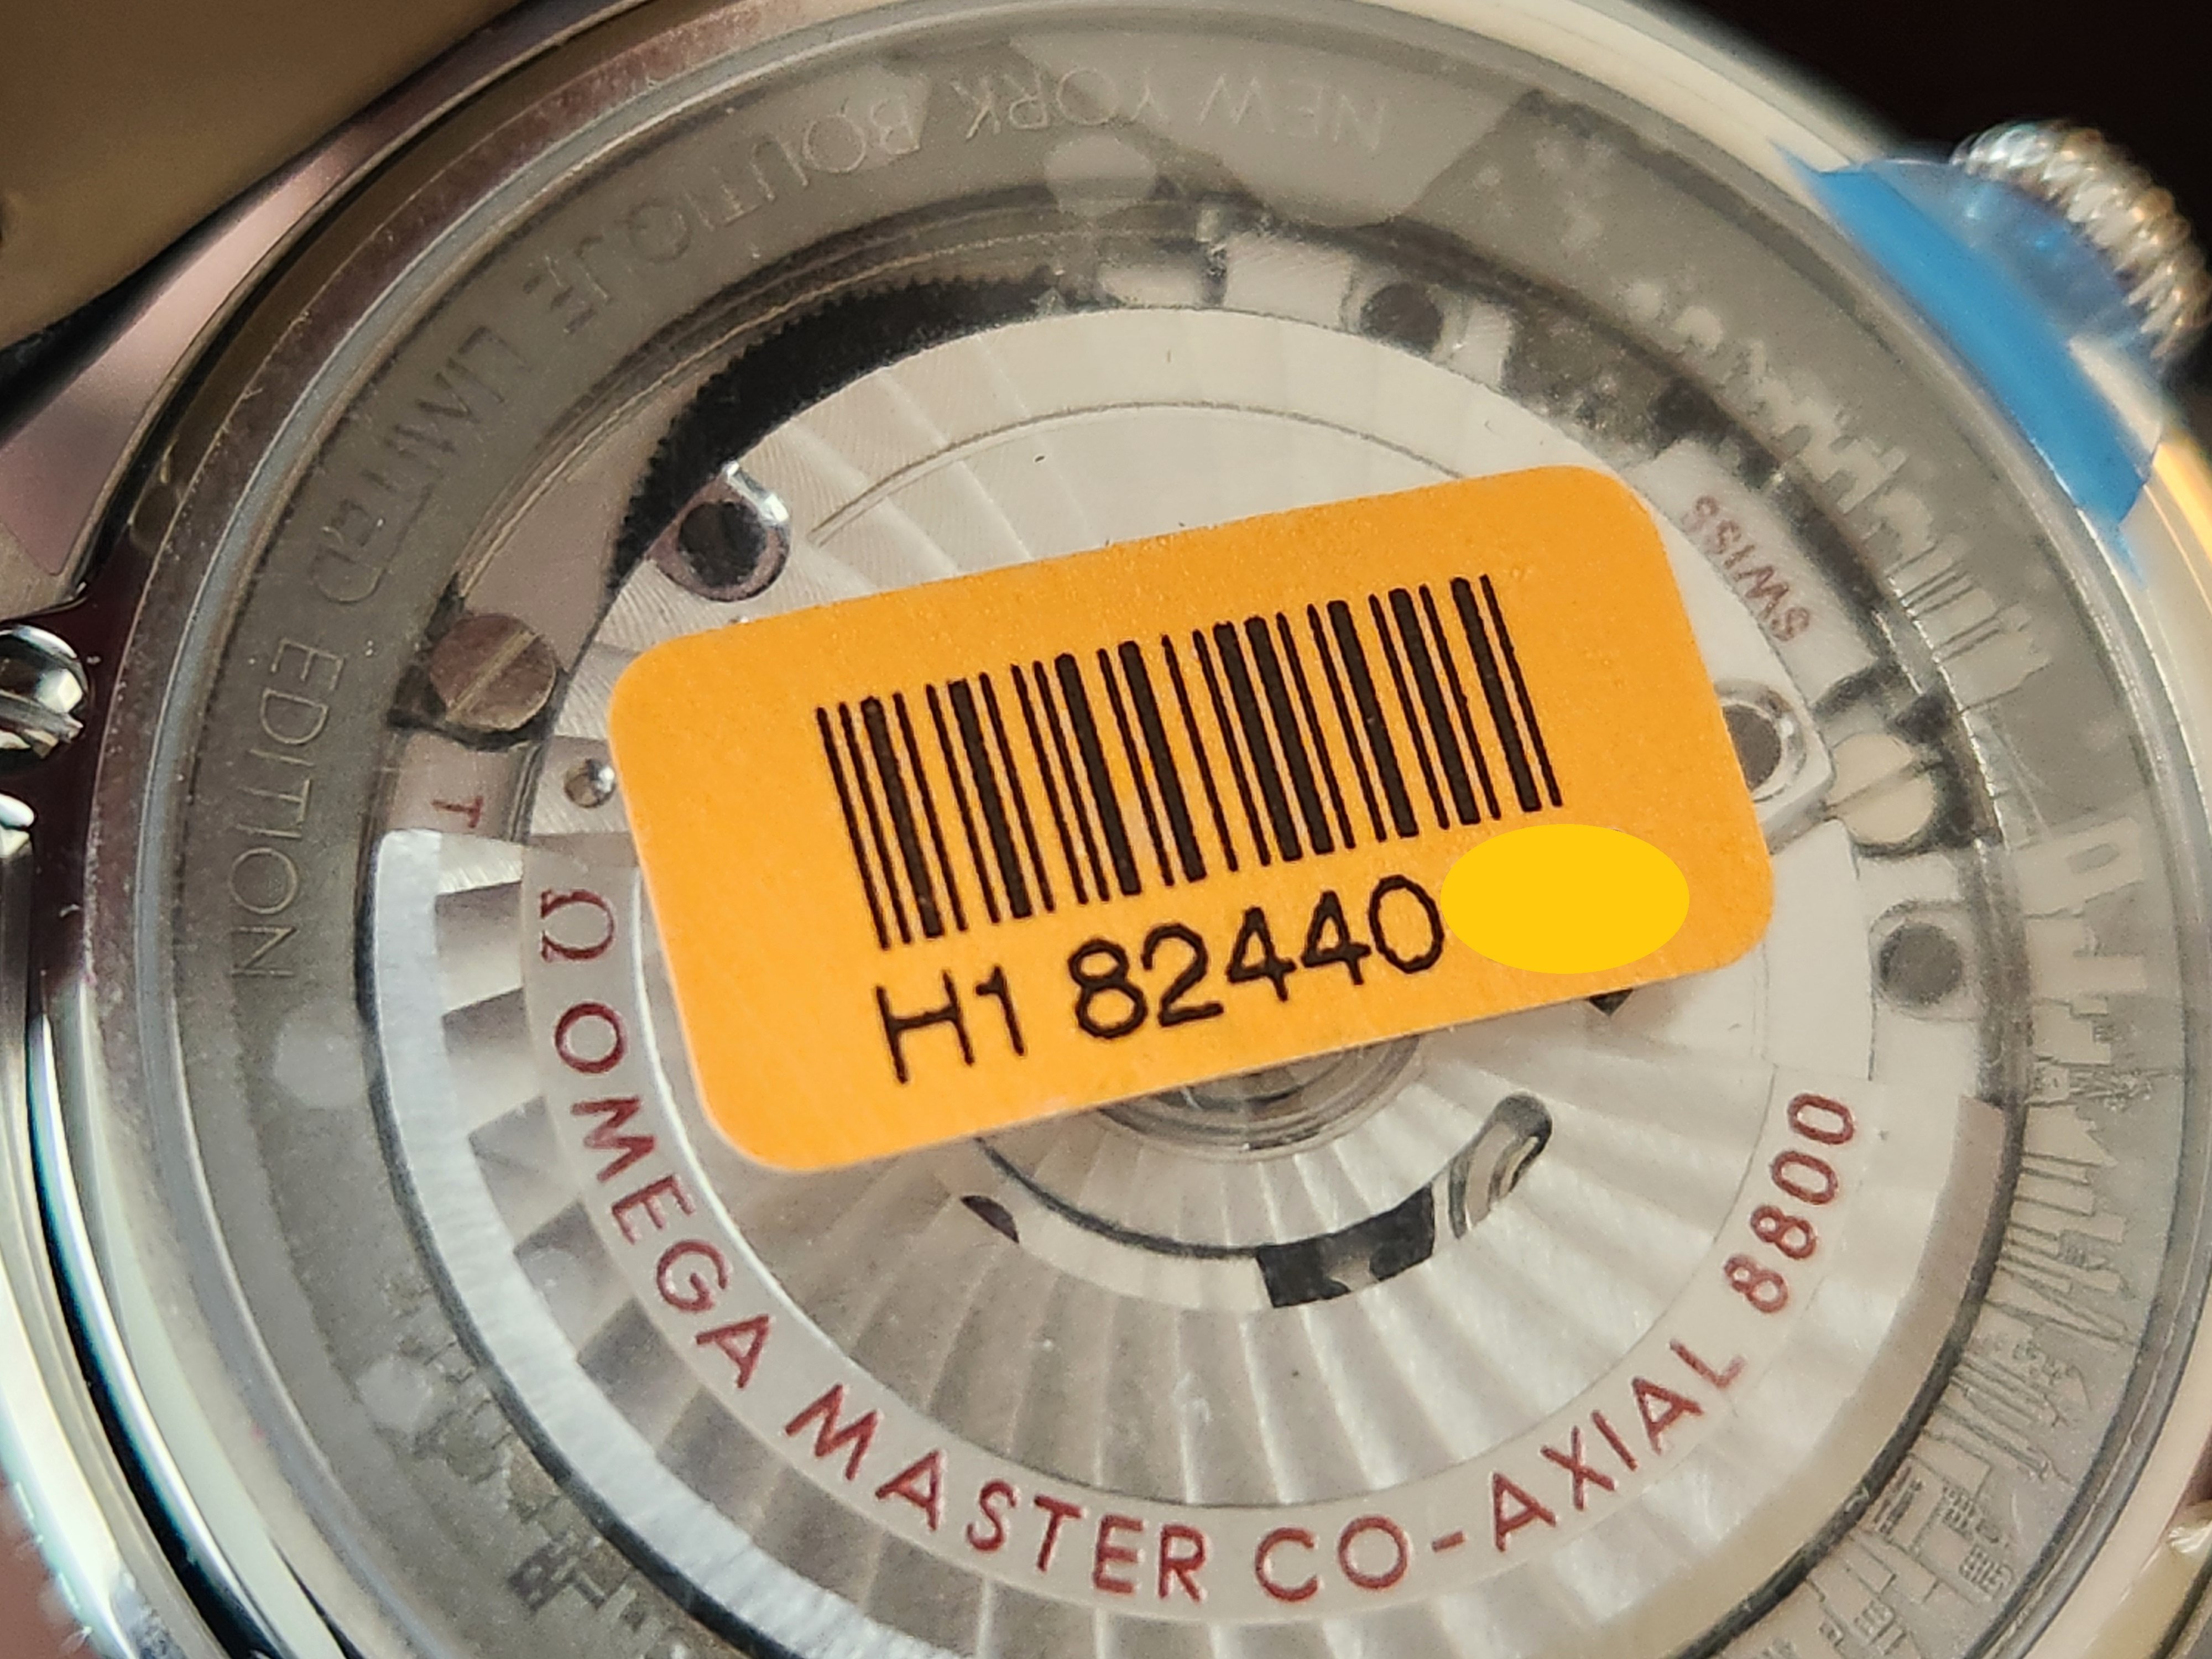 NEW YORK BOUTIQUE LIMITED EDITION
SWISS
H1 82440
Ω OMEGA MASTER CO-AXIAL 8800